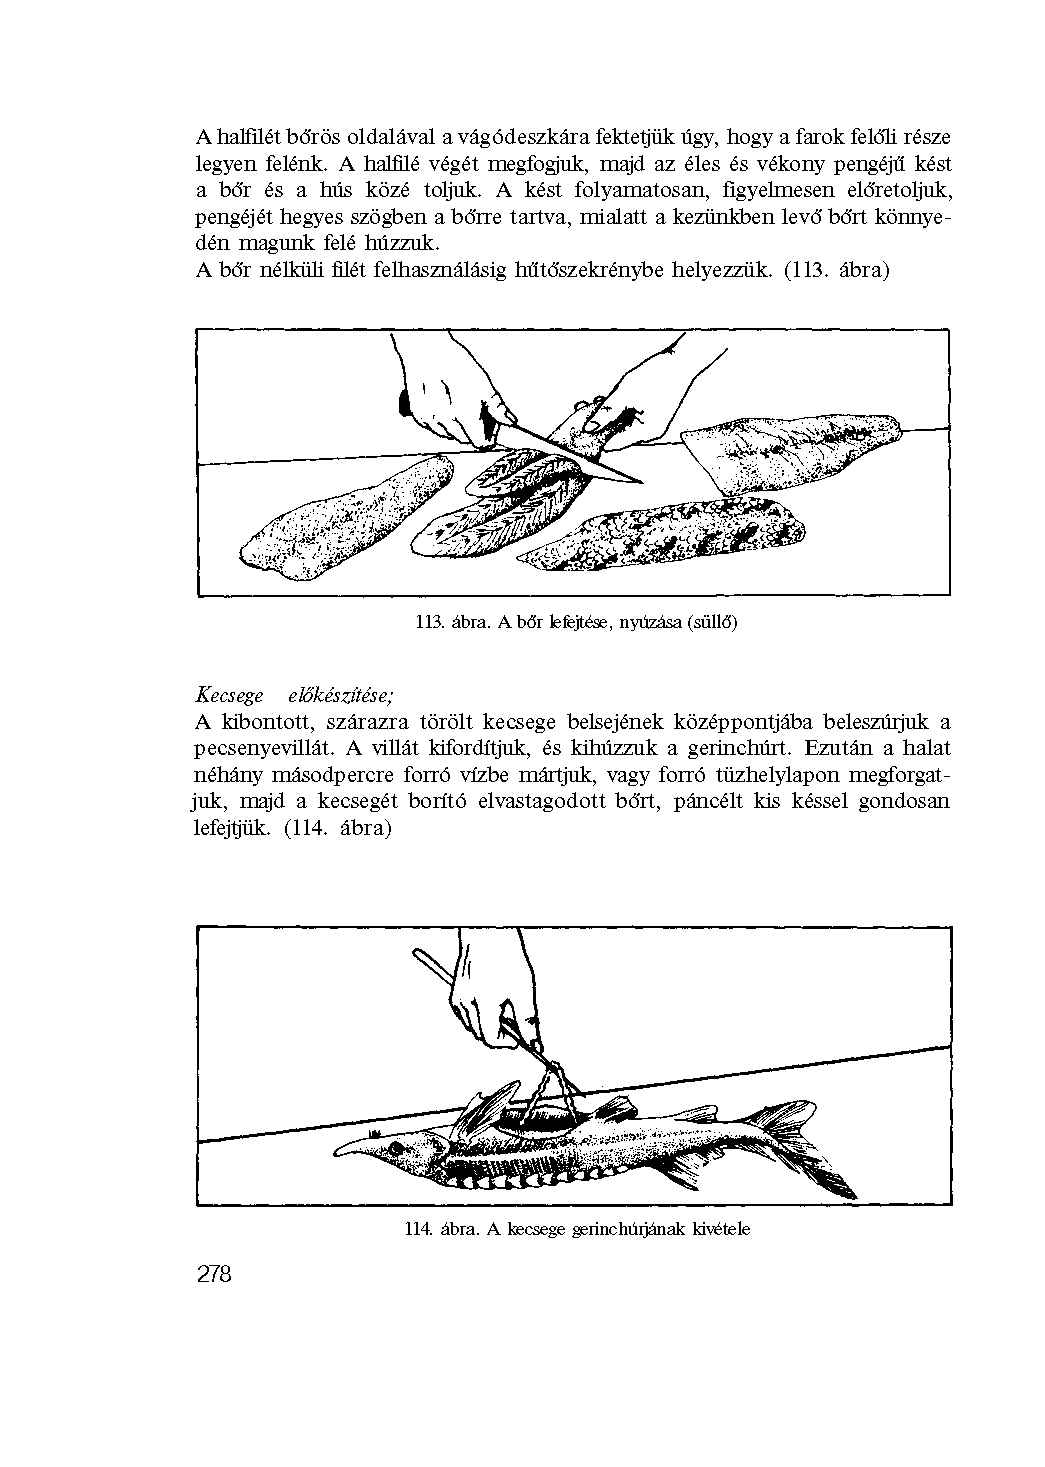 A halfilét bőrös oldalával a vágódeszkára fektetjük úgy, hogy a farok felőli része
legyen felénk. A halfilé végét megfogjuk, majd az éles és vékony pengéjű kést
a bőr és a hús közé toljuk. A kést folyamatosan, figyelmesen előretoljuk,
pengéjét hegyes szögben a bőrre tartva, mialatt a kezünkben levő bőrt könnye-
dén magunk felé húzzuk.
A bőr nélküli filét felhasználásig hűtőszekrénybe helyezzük. (113. ábra)
113. ábra. A bőr lefejtése, nyúzása (süllő)
Kecsege előkészítése;
A kibontott, szárazra törölt kecsege belsejének középpontjába beleszúrjuk a
pecsenyevillát. A villát kifordítjuk, és kihúzzuk a gerinchúrt. Ezután a halat
néhány másodpercre forró vízbe mártjuk, vagy forró tüzhelylapon megforgat-
juk, majd a kecsegét borító elvastagodott bőrt, páncélt kis késsel gondosan
lefejtjük. (114. ábra)
114. ábra. A kecsege gerinchúrjának kivétele
278